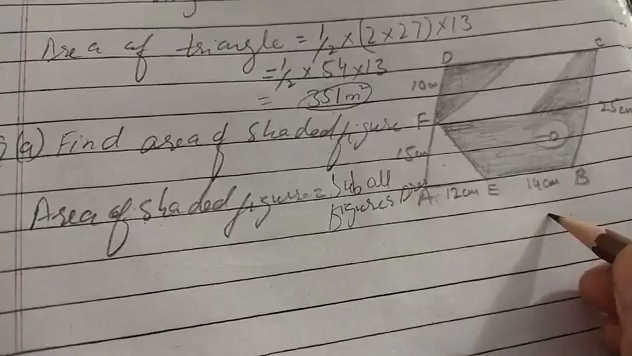 Area of triangle = 1/2 x (2 x 27) x 13
= 1/2 x 54 x 13
= 351m²
(a) Find area of shaded figure
D
C
10cm
F
25cm
15cm
A
12cm
E
14cm
B
Area of shaded figure = Sub all
figures